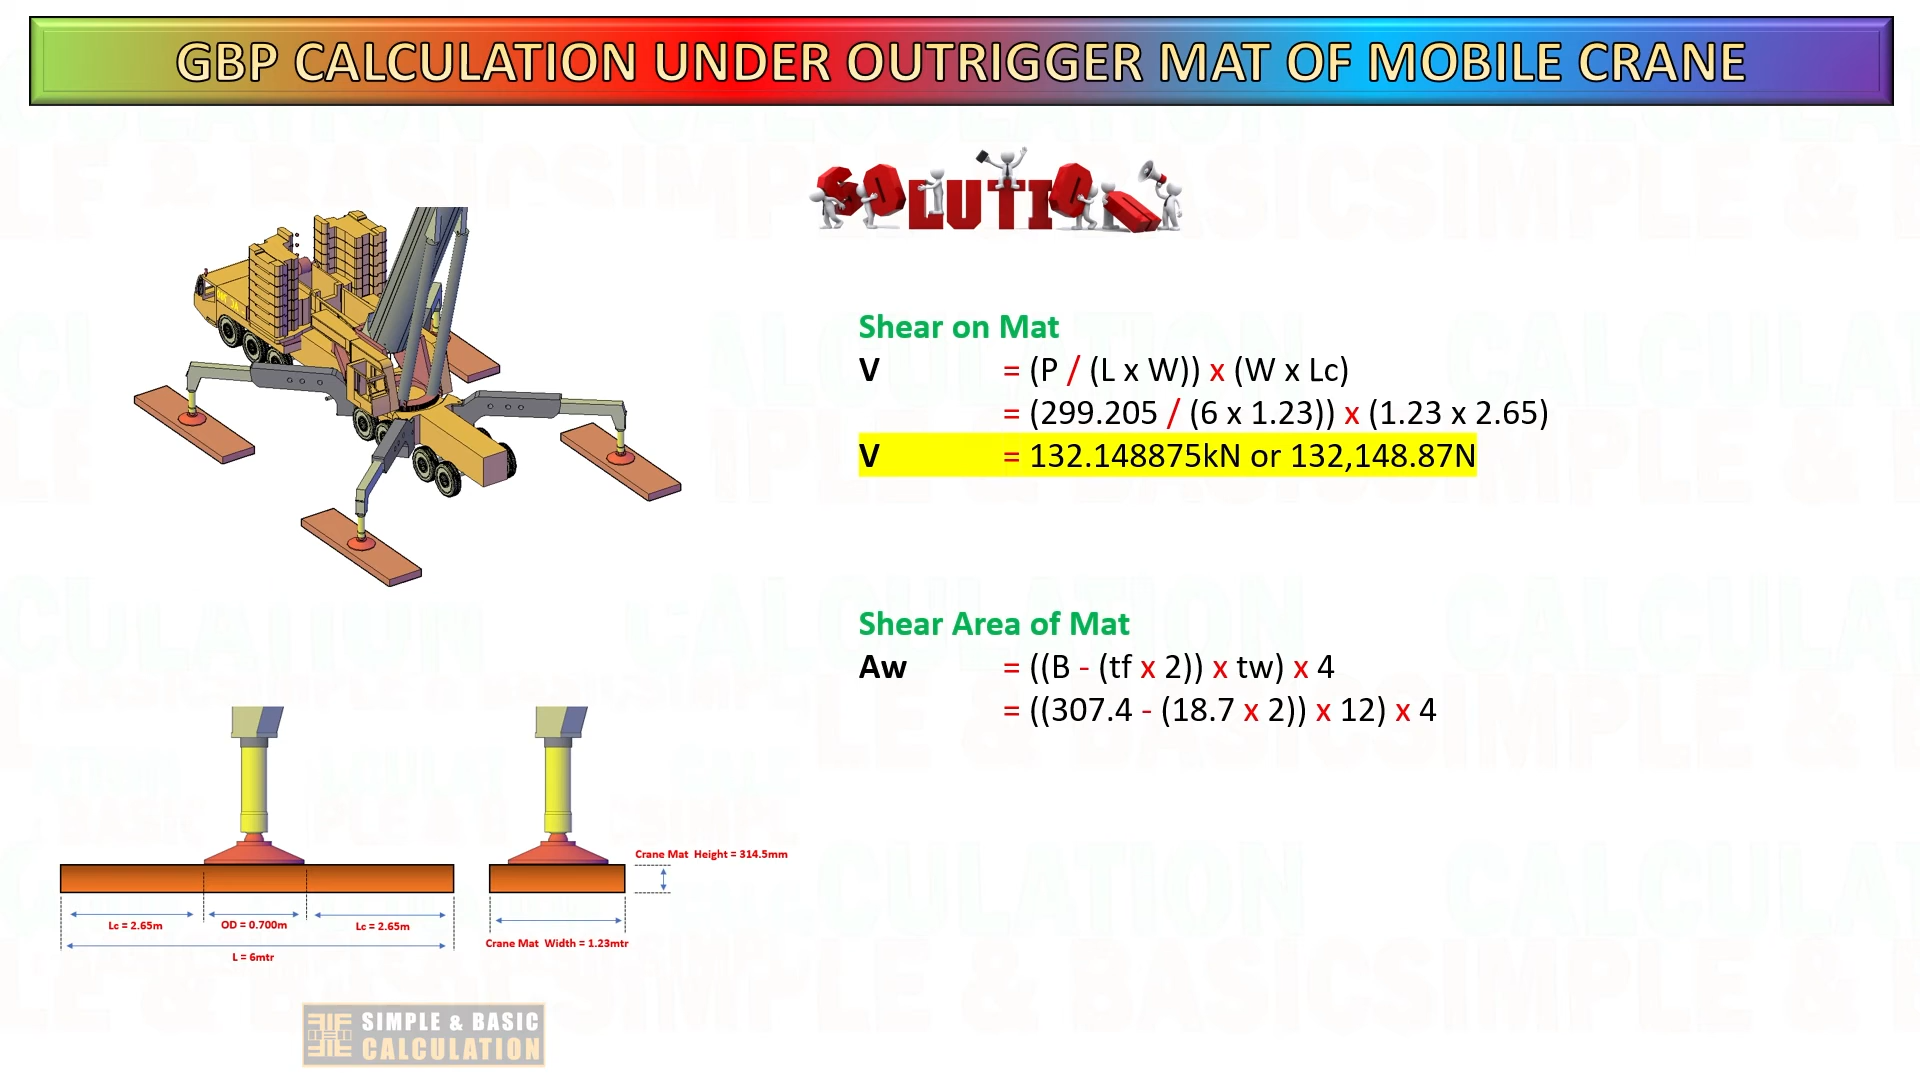 GBP CALCULATION UNDER OUTRIGGER MAT OF MOBILE CRANE
SOLUTION
Shear on Mat
V = (P / (L x W)) x (W x Lc)
= (299.205 / (6 x 1.23)) x (1.23 x 2.65)
V = 132.148875kN or 132,148.87N
Shear Area of Mat
Aw = ((B - (tf x 2)) x tw) x 4
= ((307.4 - (18.7 x 2)) x 12) x 4
Crane Mat Height = 314.5mm
Lc = 2.65m
OD = 0.700m
Lc = 2.65m
L = 6mtr
Crane Mat Width = 1.23mtr
SIMPLE & BASIC
CALCULATION